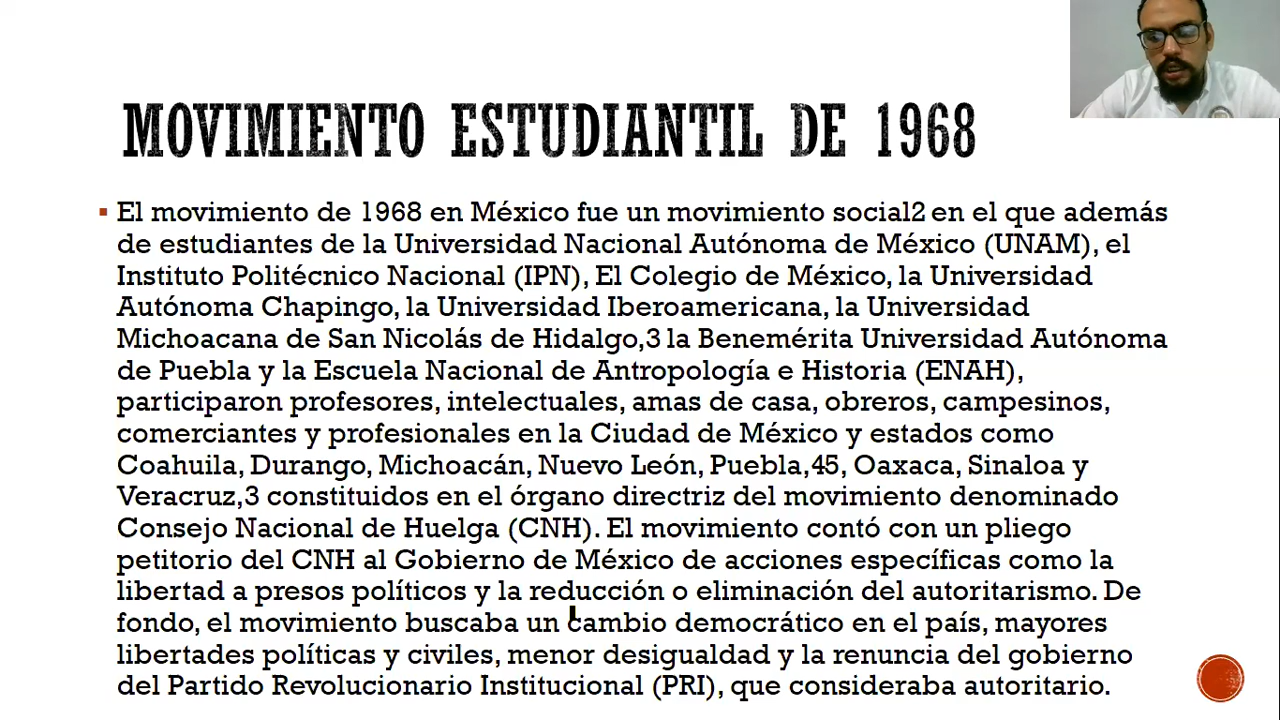 MOVIMIENTO ESTUDIANTIL DE 1968
El movimiento de 1968 en México fue un movimiento social2 en el que además
de estudiantes de la Universidad Nacional Autónoma de México (UNAM), el
Instituto Politécnico Nacional (IPN), El Colegio de México, la Universidad
Autónoma Chapingo, la Universidad Iberoamericana, la Universidad
Michoacana de San Nicolás de Hidalgo,3 la Benemérita Universidad Autónoma
de Puebla y la Escuela Nacional de Antropología e Historia (ENAH),
participaron profesores, intelectuales, amas de casa, obreros, campesinos,
comerciantes y profesionales en la Ciudad de México y estados como
Coahuila, Durango, Michoacán, Nuevo León, Puebla,45, Oaxaca, Sinaloa y
Veracruz,3 constituidos en el órgano directriz del movimiento denominado
Consejo Nacional de Huelga (CNH). El movimiento contó con un pliego
petitorio del CNH al Gobierno de México de acciones específicas como la
libertad a presos políticos y la reducción o eliminación del autoritarismo. De
fondo, el movimiento buscaba un cambio democrático en el país, mayores
libertades políticas y civiles, menor desigualdad y la renuncia del gobierno
del Partido Revolucionario Institucional (PRI), que consideraba autoritario.